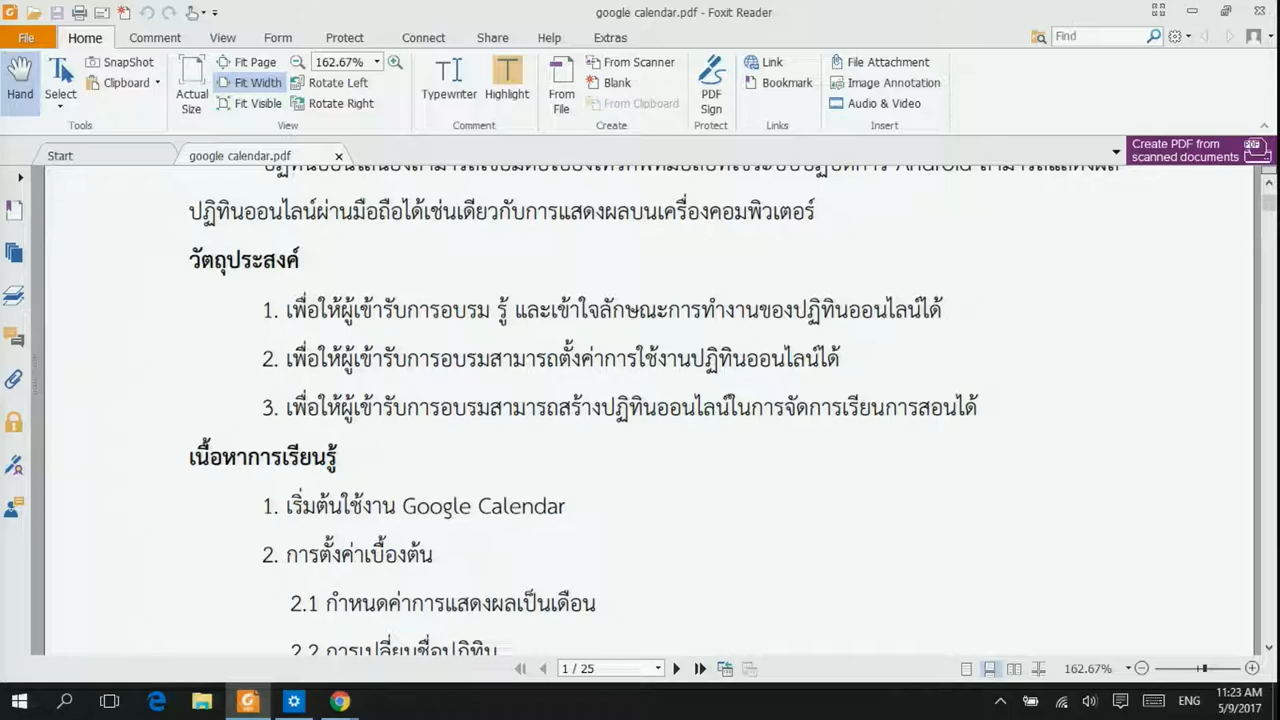 google calendar.pdf - Foxit Reader
File Home Comment View Form Protect Connect Share Help Extras Find
Hand Select SnapShot Clipboard Actual Size Fit Page Fit Width Fit Visible 162.67% Rotate Left Rotate Right Typewriter Highlight From File From Scanner Blank From Clipboard PDF Sign Link Bookmark File Attachment Image Annotation Audio & Video
Tools View Comment Create Protect Links Insert
Start google calendar.pdf Create PDF from scanned documents PDF
Android
ปฏิทินออนไลน์ผ่านมือถือได้เช่นเดียวกับการแสดงผลบนเครื่องคอมพิวเตอร์
วัตถุประสงค์
1. เพื่อให้ผู้เข้ารับการอบรม รู้ และเข้าใจลักษณะการทำงานของปฏิทินออนไลน์ได้
2. เพื่อให้ผู้เข้ารับการอบรมสามารถตั้งค่าการใช้งานปฏิทินออนไลน์ได้
3. เพื่อให้ผู้เข้ารับการอบรมสามารถสร้างปฏิทินออนไลน์ในการจัดการเรียนการสอนได้
เนื้อหาการเรียนรู้
1. เริ่มต้นใช้งาน Google Calendar
2. การตั้งค่าเบื้องต้น
2.1 กำหนดค่าการแสดงผลเป็นเดือน
2.2 การเปลี่ยนชื่อปฏิทิน
1 / 25 162.67%
ENG 11:23 AM
5/9/2017